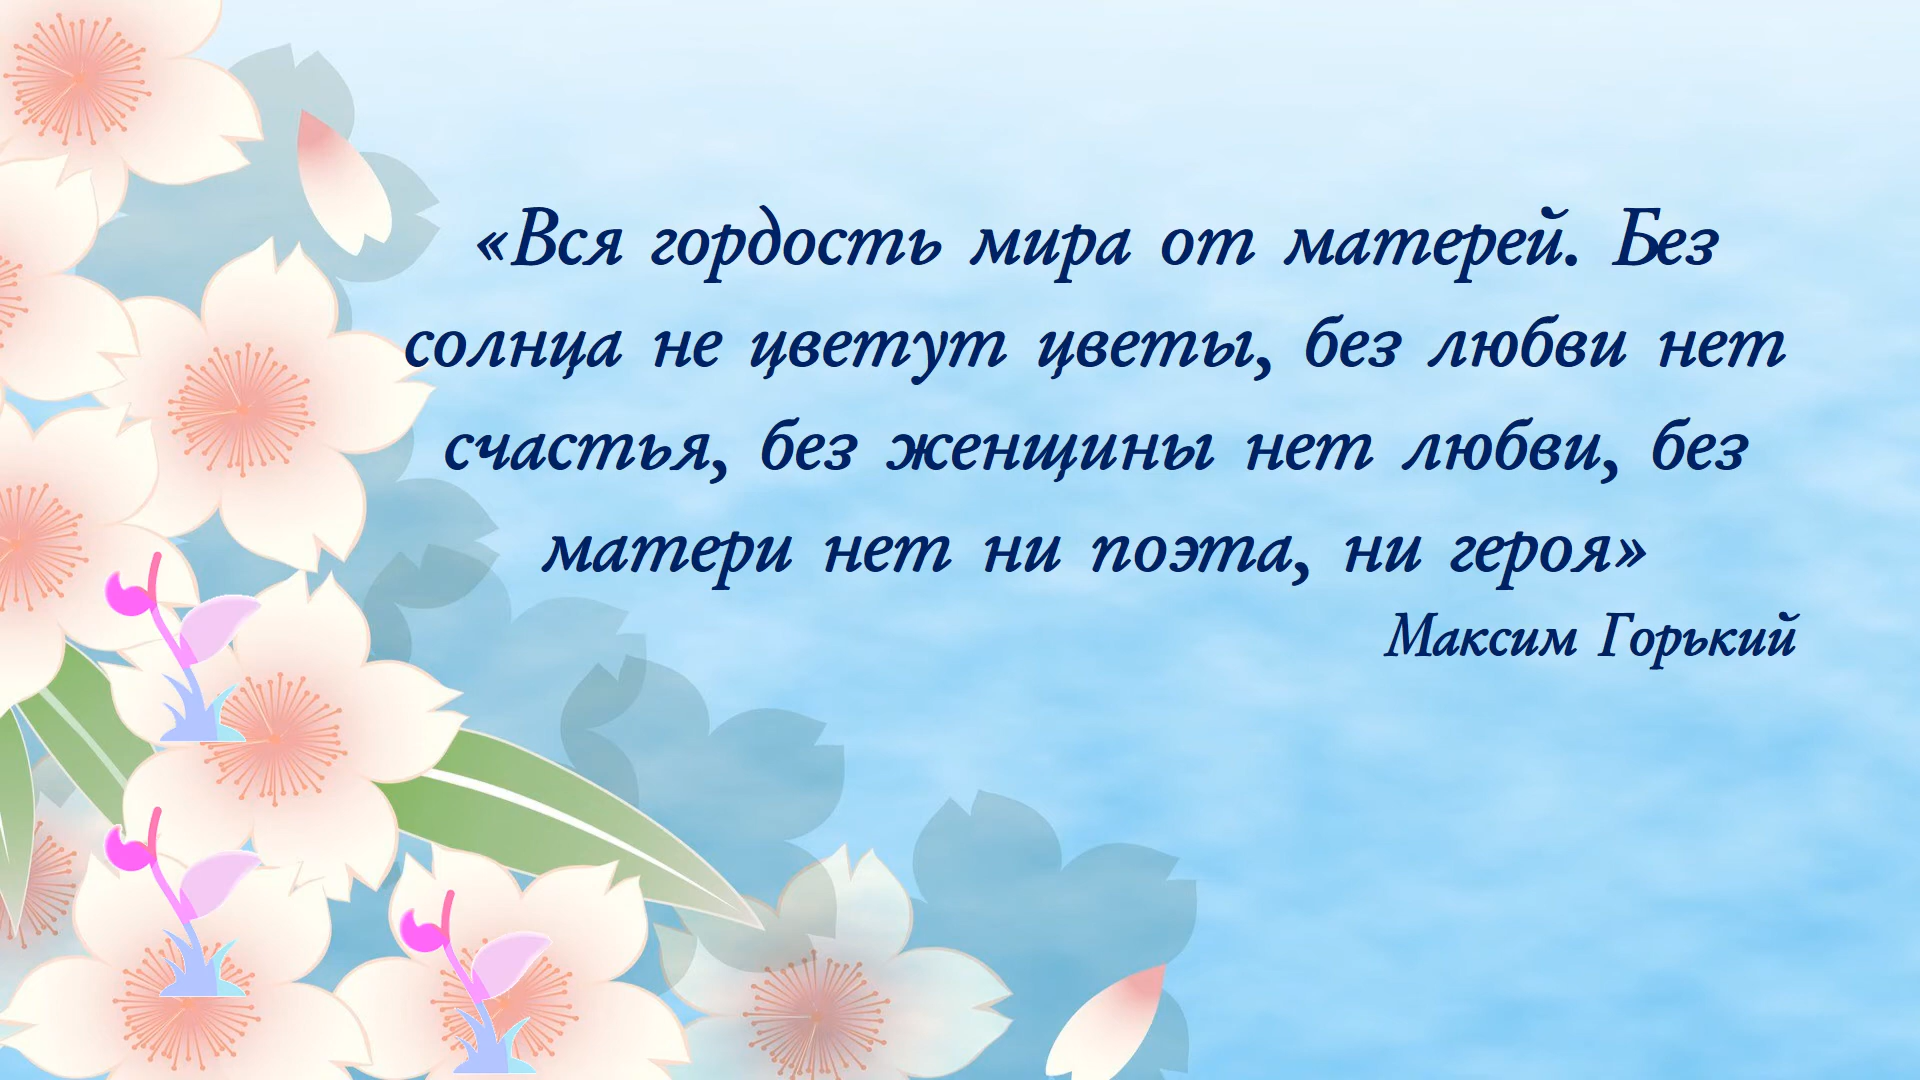 «Вся гордость мира от матерей. Без
солнца не цветут цветы, без любви нет
счастья, без женщины нет любви, без
матери нет ни поэта, ни героя»
Максим Горький